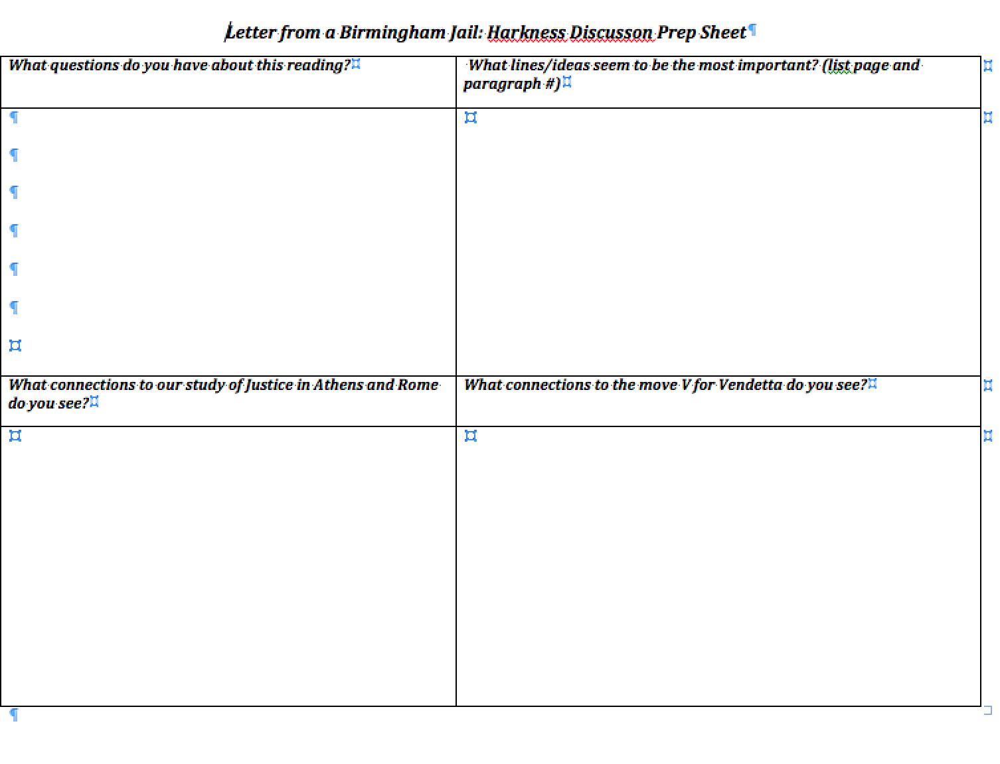 Letter from a Birmingham Jail: Harkness Discusson Prep Sheet¶
What questions do you have about this reading?¤
What lines/ideas seem to be the most important? (list page and
paragraph #)¤
¤
¶
¤
¤
¶
¶
¶
¶
¶
¤
What connections to our study of Justice in Athens and Rome
do you see?¤
What connections to the move V for Vendetta do you see?¤
¤
¤
¤
¤
¶